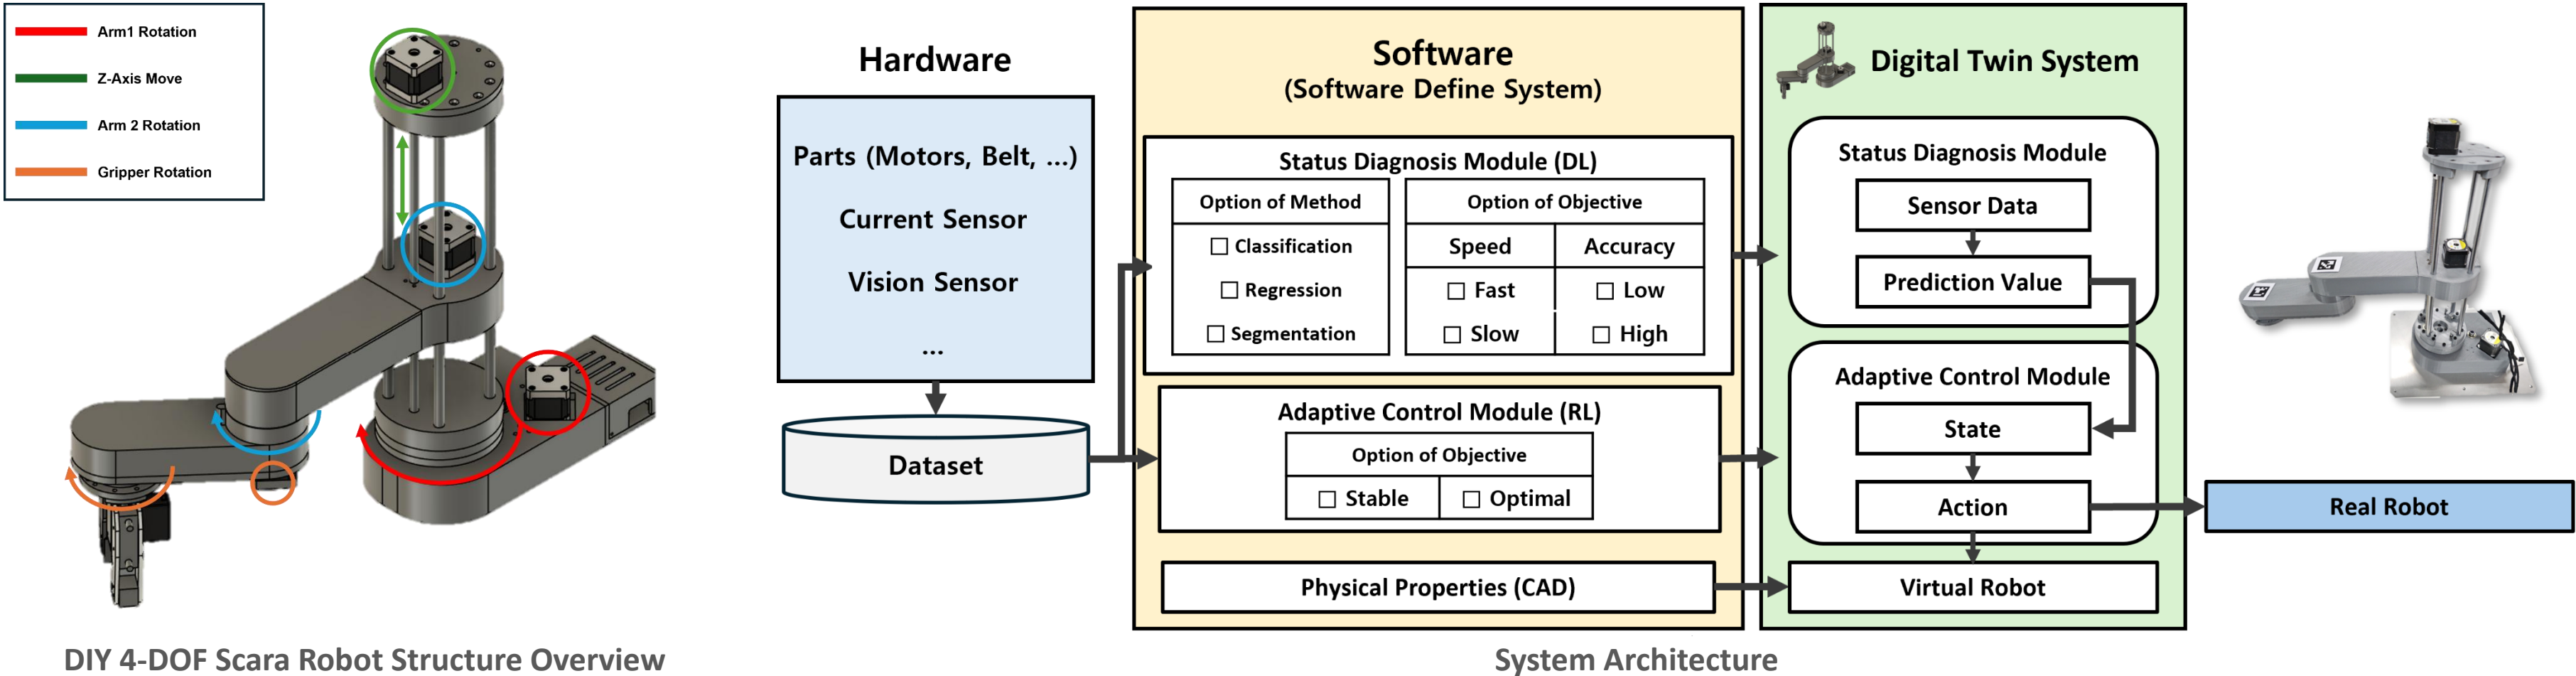 Arm1 Rotation
Z-Axis Move
Arm 2 Rotation
Gripper Rotation
DIY 4-DOF Scara Robot Structure Overview
Hardware
Parts (Motors, Belt, ...)
Current Sensor
Vision Sensor
...
Dataset
Software
(Software Define System)
Status Diagnosis Module (DL)
Option of Method
☐ Classification
☐ Regression
☐ Segmentation
Option of Objective
Speed Accuracy
☐ Fast ☐ Low
☐ Slow ☐ High
Adaptive Control Module (RL)
Option of Objective
☐ Stable ☐ Optimal
Physical Properties (CAD)
Digital Twin System
Status Diagnosis Module
Sensor Data
Prediction Value
Adaptive Control Module
State
Action
Virtual Robot
Real Robot
System Architecture